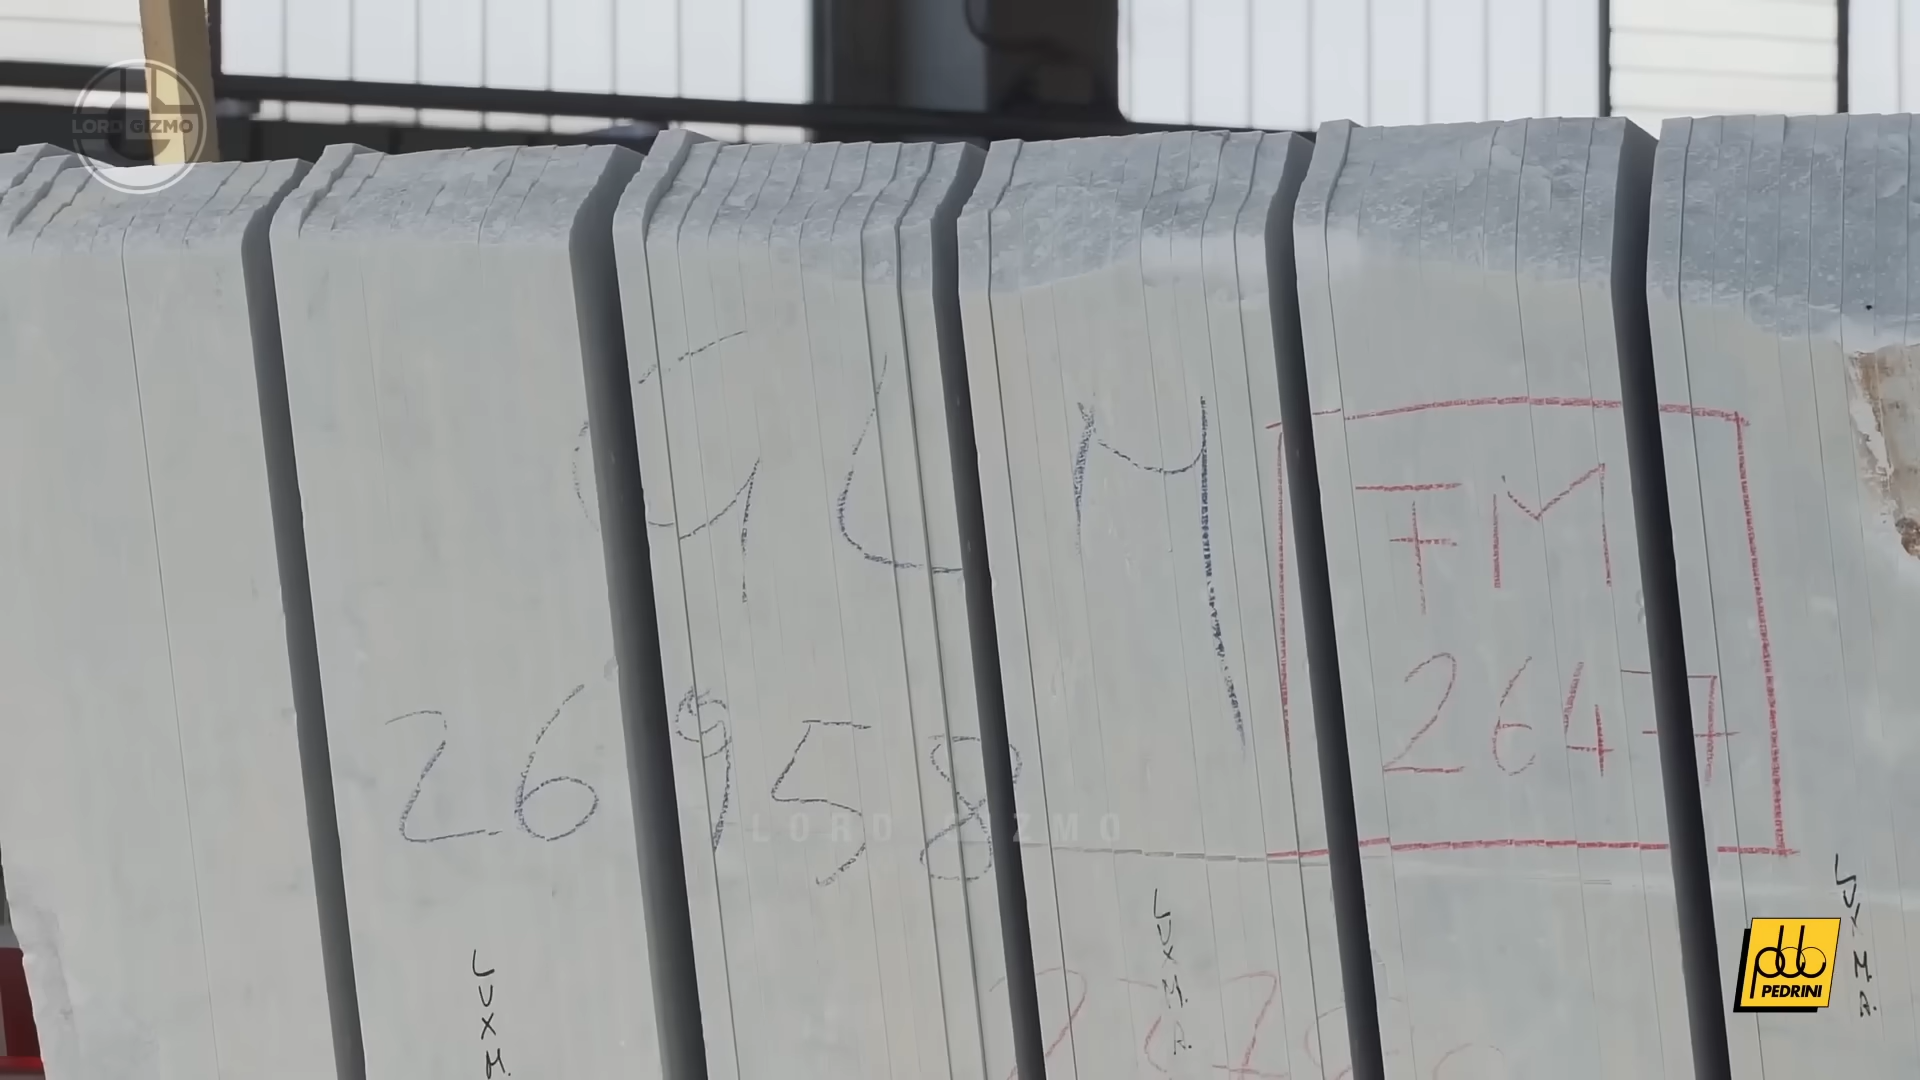 LORD GIZMO
GLM
FM
2647
26958
LORD GIZMO
LUX M.A.
LUX M.A.
LUX M.
PEDRINI